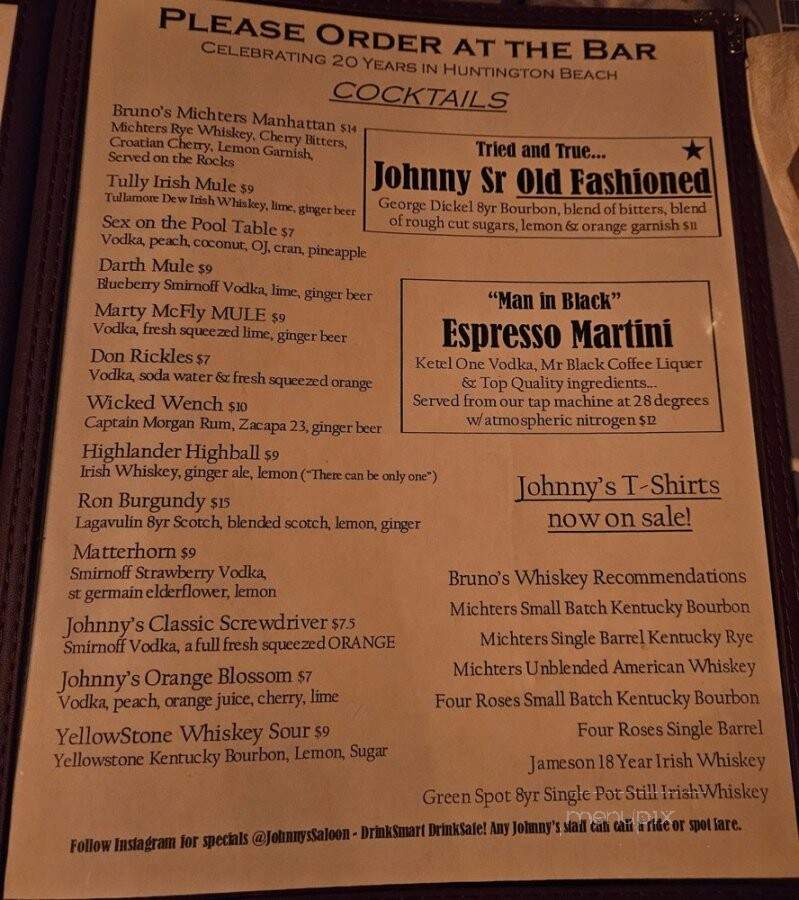 PLEASE ORDER AT THE BAR
CELEBRATING 20 YEARS IN HUNTINGTON BEACH
COCKTAILS
Bruno's Michters Manhattan $14
Michters Rye Whiskey, Cherry Bitters,
Croatian Cherry, Lemon Garnish,
Served on the Rocks
Tully Irish Mule $9
Tullamore Dew Irish Whiskey, lime, ginger beer
Sex on the Pool Table $7
Vodka, peach, coconut, OJ, cran, pineapple
Darth Mule $9
Blueberry Smirnoff Vodka, lime, ginger beer
Marty McFly MULE $9
Vodka, fresh squeezed lime, ginger beer
Don Rickles $7
Vodka, soda water & fresh squeezed orange
Wicked Wench $10
Captain Morgan Rum, Zacapa 23, ginger beer
Highlander Highball $9
Irish Whiskey, ginger ale, lemon ("There can be only one")
Ron Burgundy $15
Lagavulin 8yr Scotch, blended scotch, lemon, ginger
Matterhorn $9
Smirnoff Strawberry Vodka,
st germain elderflower, lemon
Johnny's Classic Screwdriver $7.5
Smirnoff Vodka, a full fresh squeezed ORANGE
Johnny's Orange Blossom $7
Vodka, peach, orange juice, cherry, lime
YellowStone Whiskey Sour $9
Yellowstone Kentucky Bourbon, Lemon, Sugar
Tried and True...
Johnny Sr Old Fashioned
George Dickel 8yr Bourbon, blend of bitters, blend
of rough cut sugars, lemon & orange garnish $11
"Man in Black"
Espresso Martini
Ketel One Vodka, Mr Black Coffee Liquer
& Top Quality ingredients...
Served from our tap machine at 28 degrees
w/ atmospheric nitrogen $12
Johnny's T-Shirts
now on sale!
Bruno's Whiskey Recommendations
Michters Small Batch Kentucky Bourbon
Michters Single Barrel Kentucky Rye
Michters Unblended American Whiskey
Four Roses Small Batch Kentucky Bourbon
Four Roses Single Barrel
Jameson 18 Year Irish Whiskey
Green Spot 8yr Single Pot Still Irish Whiskey
menupix
Follow Instagram for specials @JohnnysSaloon - DrinkSmart DrinkSafe! Any Johnny's staff can call a ride or spot fare.